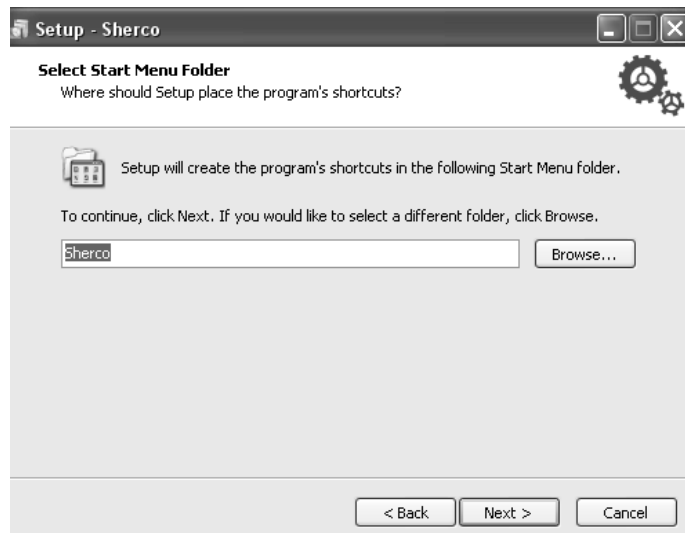 Setup - Sherco
Select Start Menu Folder
Where should Setup place the program's shortcuts?
Setup will create the program's shortcuts in the following Start Menu folder.
To continue, click Next. If you would like to select a different folder, click Browse.
Sherco
Browse...
< Back
Next >
Cancel